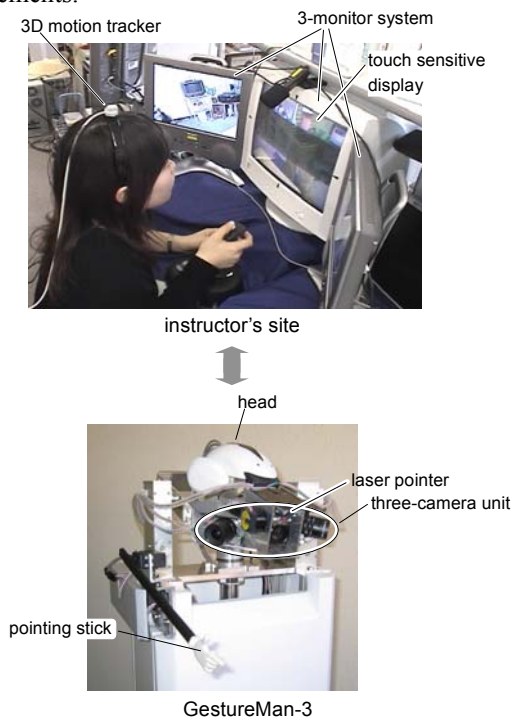 ements.
3D motion tracker
3-monitor system
touch sensitive
display
instructor's site
head
laser pointer
three-camera unit
pointing stick
GestureMan-3